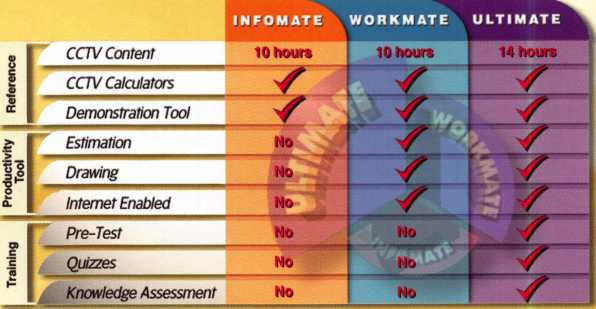 INFOMATE WORKMATE ULTIMATE
Reference
CCTV Content 10 hours 10 hours 14 hours
CCTV Calculators
Demonstration Tool
Productivity
Tool
Estimation No
Drawing No
Internet Enabled No
Training
Pre-Test No No
Quizzes No No
Knowledge Assessment No No
ULTIMATE
WORKMATE
INFOMATE